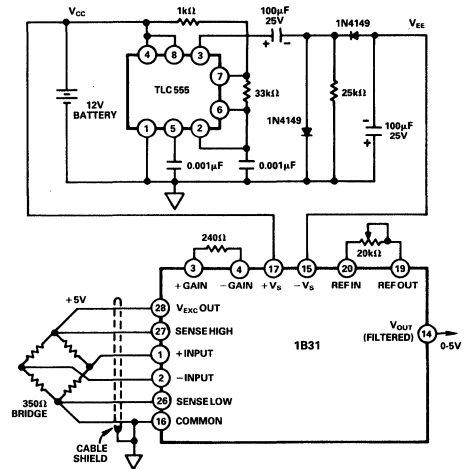 VCC
1kΩ
100μF
25V
1N4149
VEE
4
8
3
TLC 555
7
6
33kΩ
12V
BATTERY
1
5
2
1N4149
25kΩ
100μF
25V
0.001μF
0.001μF
240Ω
20kΩ
3
4
17
15
20
19
+GAIN
−GAIN
+VS
−VS
REF IN
REF OUT
+5V
28 VEXC OUT
27 SENSE HIGH
1 +INPUT
2 −INPUT
26 SENSE LOW
16 COMMON
1B31
VOUT
(FILTERED)
14
0-5V
350Ω
BRIDGE
CABLE
SHIELD